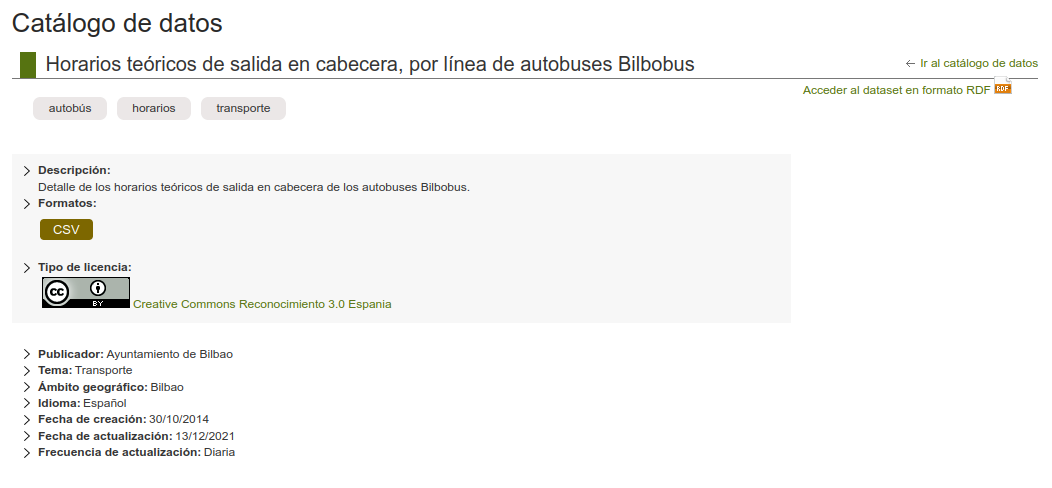 Catálogo de datos
Horarios teóricos de salida en cabecera, por línea de autobuses Bilbobus
← Ir al catálogo de datos
Acceder al dataset en formato RDF RDF
autobús horarios transporte
Descripción:
Detalle de los horarios teóricos de salida en cabecera de los autobuses Bilbobus.
Formatos:
CSV
Tipo de licencia:
cc BY Creative Commons Reconocimiento 3.0 Espania
Publicador: Ayuntamiento de Bilbao
Tema: Transporte
Ámbito geográfico: Bilbao
Idioma: Español
Fecha de creación: 30/10/2014
Fecha de actualización: 13/12/2021
Frecuencia de actualización: Diaria